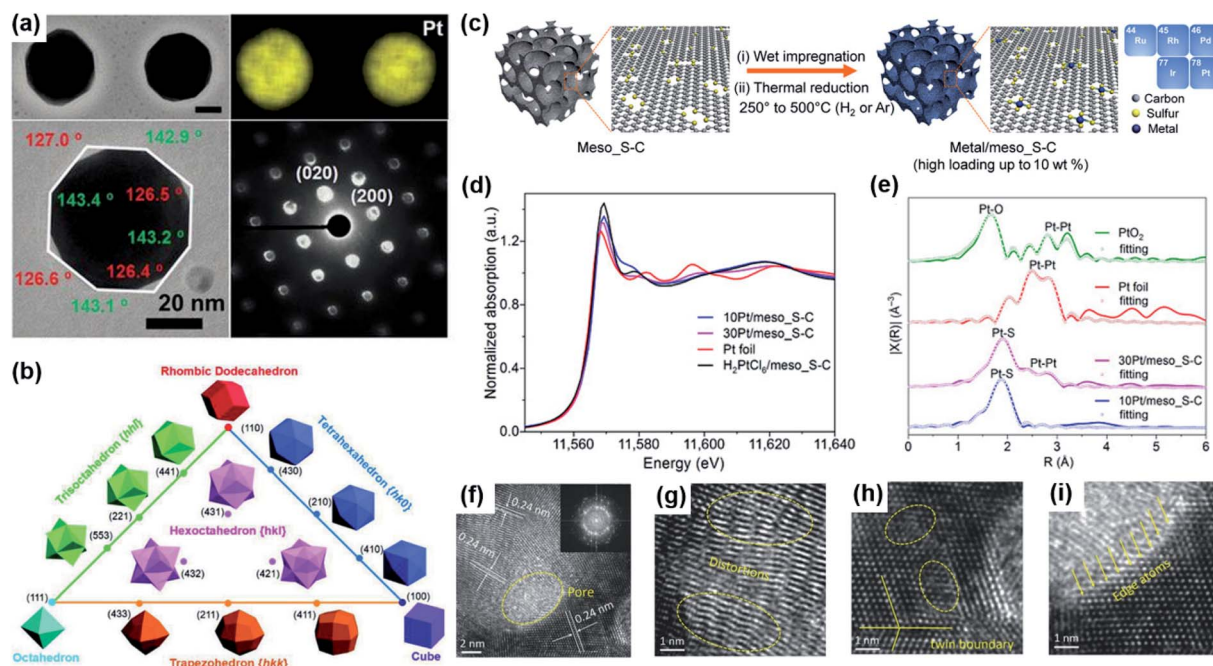 (a)
Pt
127.0 °
142.9 °
143.4 °
126.5 °
143.2 °
126.6 °
126.4 °
143.1 °
20 nm
(020)
(200)
(b)
Rhombic Dodecahedron
(110)
Trisoctahedron {hhl}
Tetrahexahedron {hk0}
(441)
(430)
(221)
(431)
(210)
Hexoctahedron {hkl}
(553)
(410)
(432)
(421)
(111)
(100)
(433)
(211)
(411)
Octahedron
Trapezohedron {hkk}
Cube
(c)
(i) Wet impregnation
(ii) Thermal reduction
250° to 500°C (H₂ or Ar)
Meso_S-C
Metal/meso_S-C
(high loading up to 10 wt %)
44 Ru
45 Rh
46 Pd
77 Ir
78 Pt
Carbon
Sulfur
Metal
(d)
Normalized absorption (a.u.)
1.2
0.8
0.4
0.0
10Pt/meso_S-C
30Pt/meso_S-C
Pt foil
H₂PtCl₆/meso_S-C
11,560
11,580
11,600
11,620
11,640
Energy (eV)
(e)
|X(R)| (Å⁻³)
Pt-O
Pt-Pt
PtO₂
fitting
Pt-Pt
Pt foil
fitting
Pt-S
Pt-Pt
30Pt/meso_S-C
fitting
Pt-S
10Pt/meso_S-C
fitting
0
1
2
3
4
5
6
R (Å)
(f)
0.24 nm
0.24 nm
Pore
0.24 nm
2 nm
(g)
Distortions
1 nm
(h)
1 nm
twin boundary
(i)
Edge atoms
1 nm